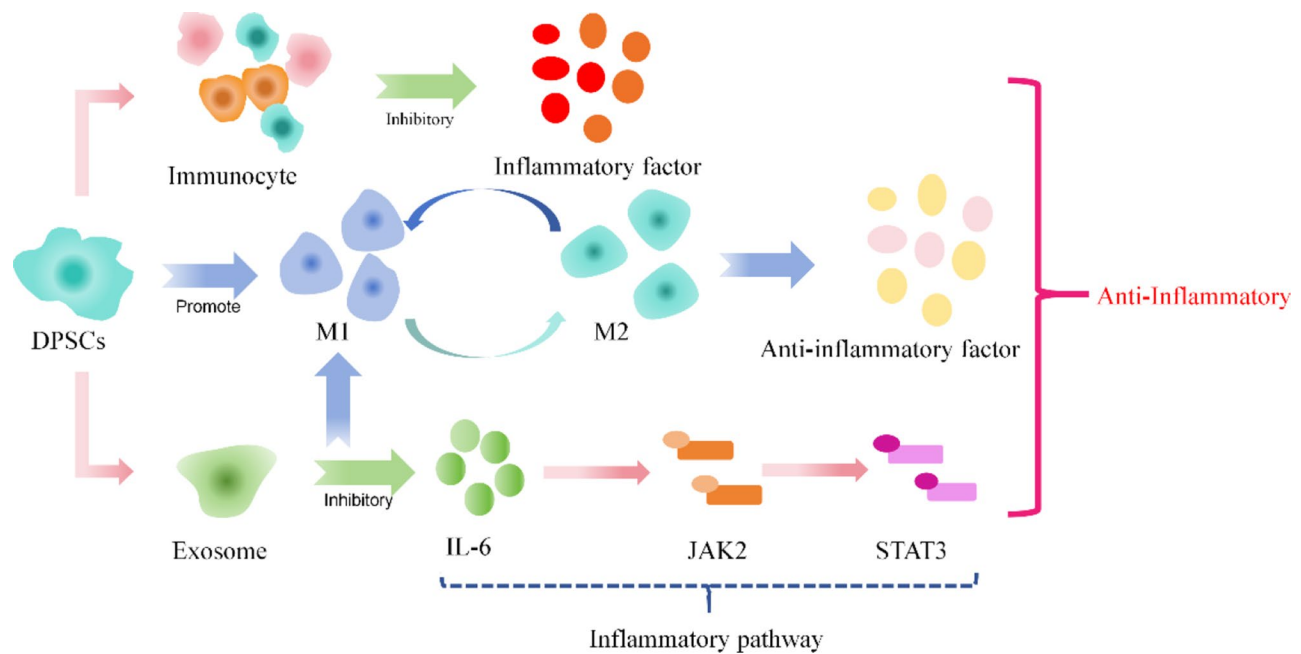 Inhibitory
Immunocyte
Inflammatory factor
Promote
DPSCs
M1
M2
Anti-inflammatory factor
Anti-Inflammatory
Inhibitory
Exosome
IL-6
JAK2
STAT3
Inflammatory pathway